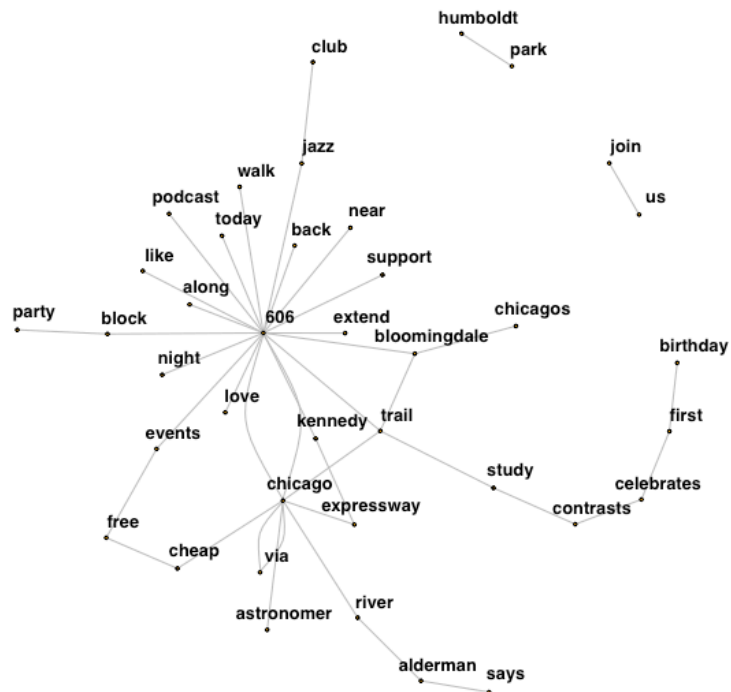 humboldt
club
park
jazz
join
walk
podcast
us
near
today
back
like
support
along
party
block
606
extend
chicagos
bloomingdale
birthday
night
love
kennedy
trail
first
events
study
chicago
celebrates
expressway
contrasts
free
cheap
via
astronomer
river
alderman
says